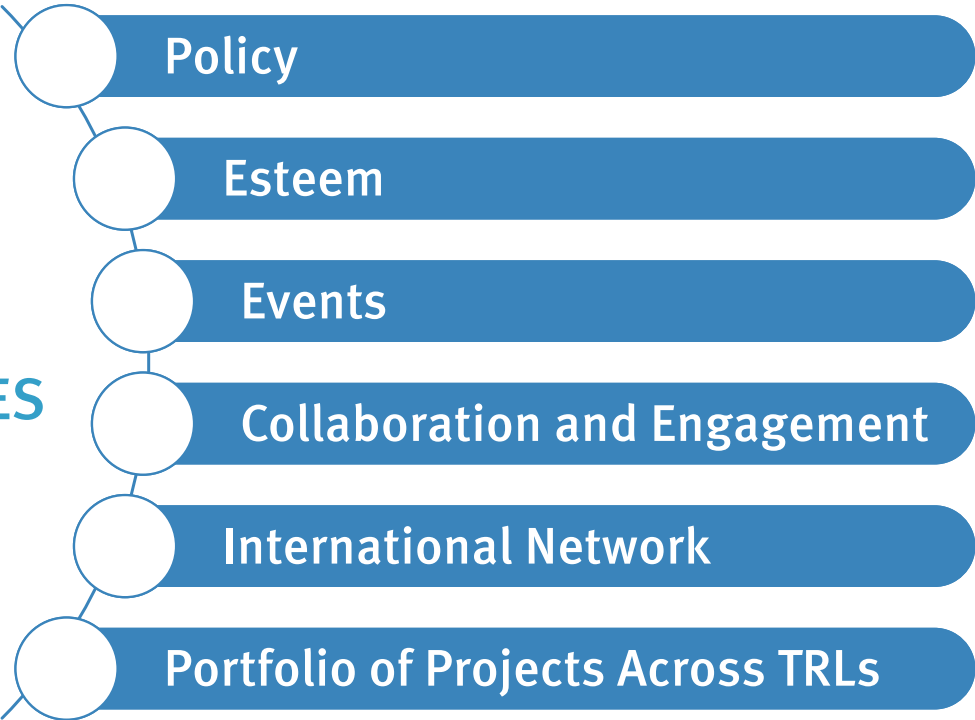 Policy
Esteem
Events
ES
Collaboration and Engagement
International Network
Portfolio of Projects Across TRLs